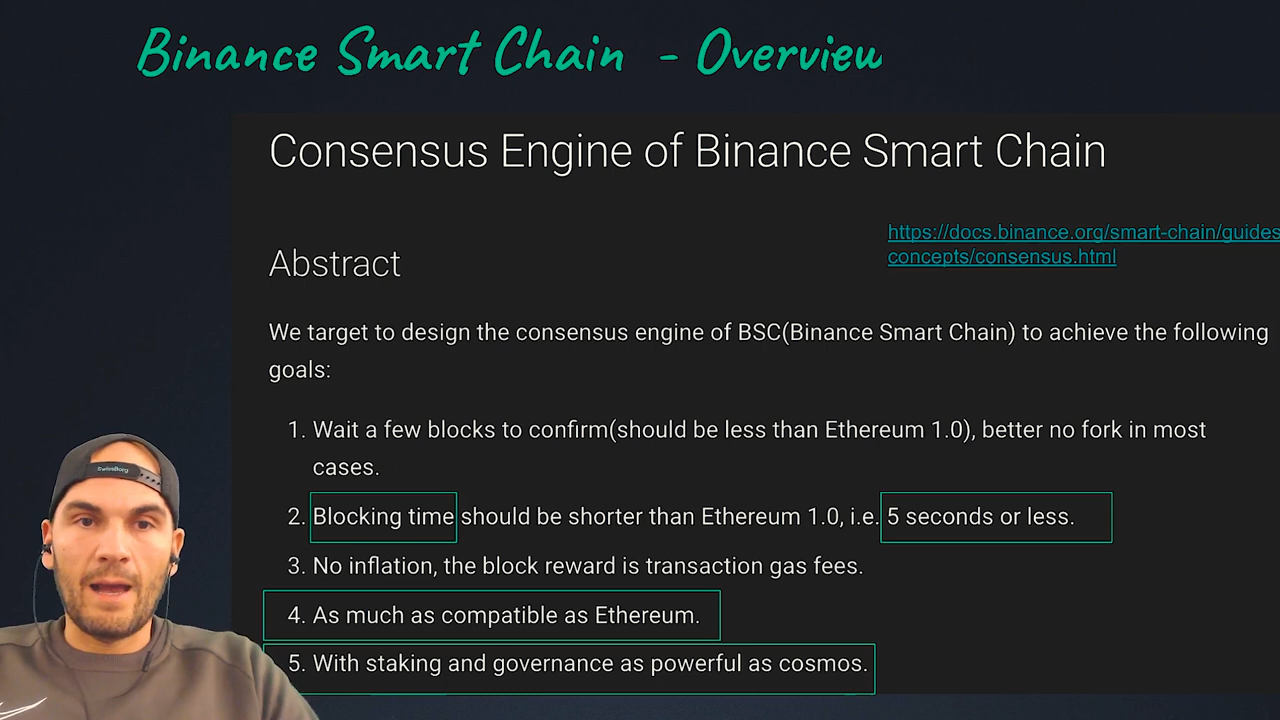 Binance Smart Chain - Overview
Consensus Engine of Binance Smart Chain
https://docs.binance.org/smart-chain/guides
concepts/consensus.html
Abstract
We target to design the consensus engine of BSC(Binance Smart Chain) to achieve the following
goals:
1. Wait a few blocks to confirm(should be less than Ethereum 1.0), better no fork in most
cases.
2. Blocking time should be shorter than Ethereum 1.0, i.e. 5 seconds or less.
3. No inflation, the block reward is transaction gas fees.
4. As much as compatible as Ethereum.
5. With staking and governance as powerful as cosmos.
SwissBorg